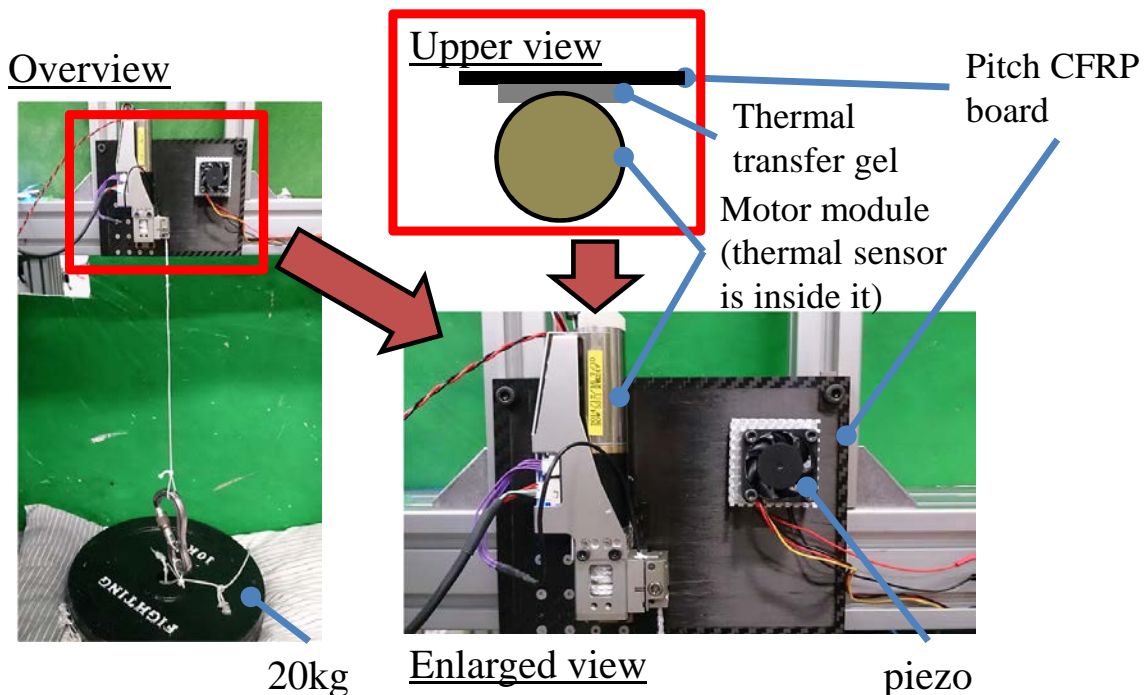 Overview
Upper view
Thermal
transfer gel
Pitch CFRP
board
Motor module
(thermal sensor
is inside it)
10K
FIGHTING
20kg
Enlarged view
piezo